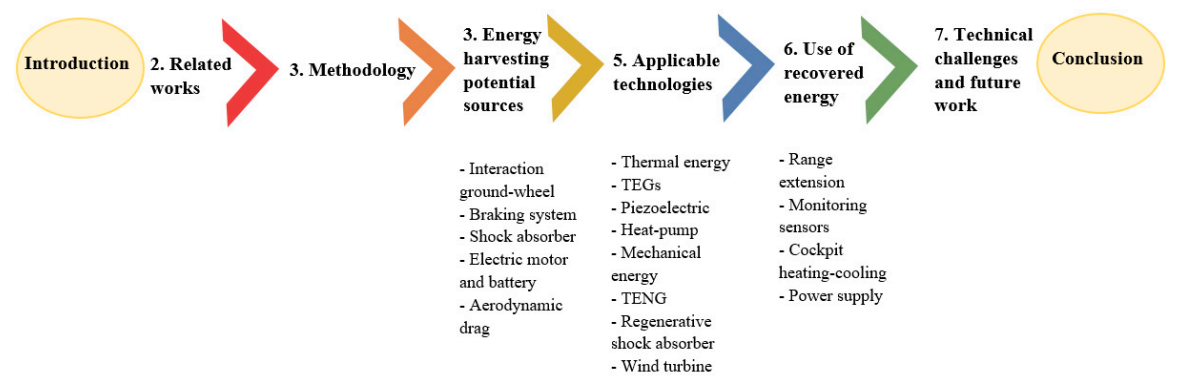 Introduction
2. Related
works
3. Methodology
3. Energy
harvesting
potential
sources
- Interaction
ground-wheel
- Braking system
- Shock absorber
- Electric motor
and battery
- Aerodynamic
drag
5. Applicable
technologies
- Thermal energy
- TEGs
- Piezoelectric
- Heat-pump
- Mechanical
energy
- TENG
- Regenerative
shock absorber
- Wind turbine
6. Use of
recovered
energy
- Range
extension
- Monitoring
sensors
- Cockpit
heating-cooling
- Power supply
7. Technical
challenges
and future
work
Conclusion